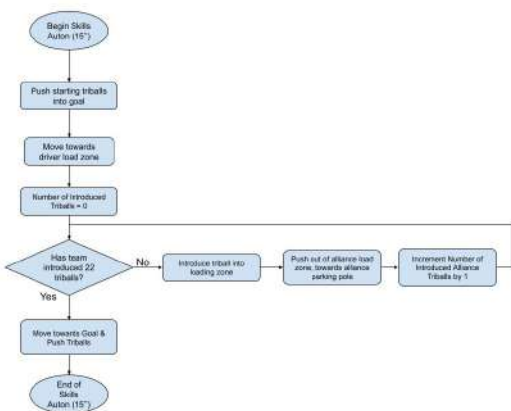 Begin Skills
Auton (15")
Push starting triballs
into goal
Move towards
driver load zone
Number of Introduced
Triballs = 0
Has team
introduced 22
triballs?
No
Introduce triball into
loading zone
Push out of alliance load
zone, towards alliance
parking pole
Increment Number of
Introduced Alliance
Triballs by 1
Yes
Move towards Goal &
Push Triballs
End of
Skills
Auton (15")